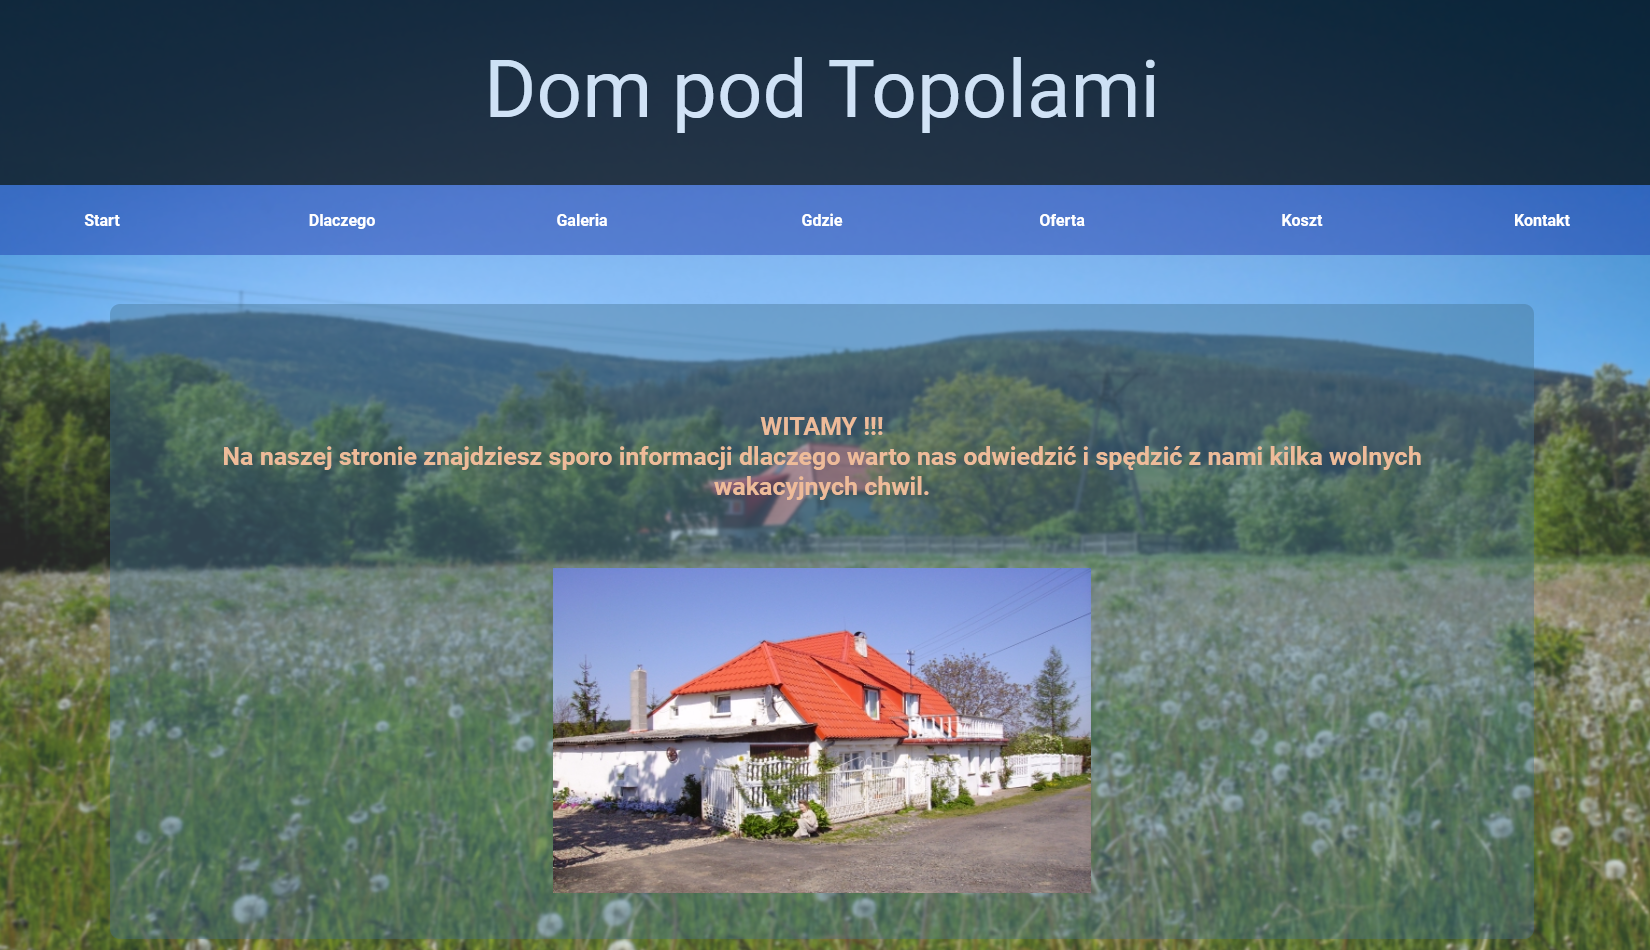 Dom pod Topolami
Start Dlaczego Galeria Gdzie Oferta Koszt Kontakt
WITAMY !!!
Na naszej stronie znajdziesz sporo informacji dlaczego warto nas odwiedzić i spędzić z nami kilka wolnych
wakacyjnych chwil.